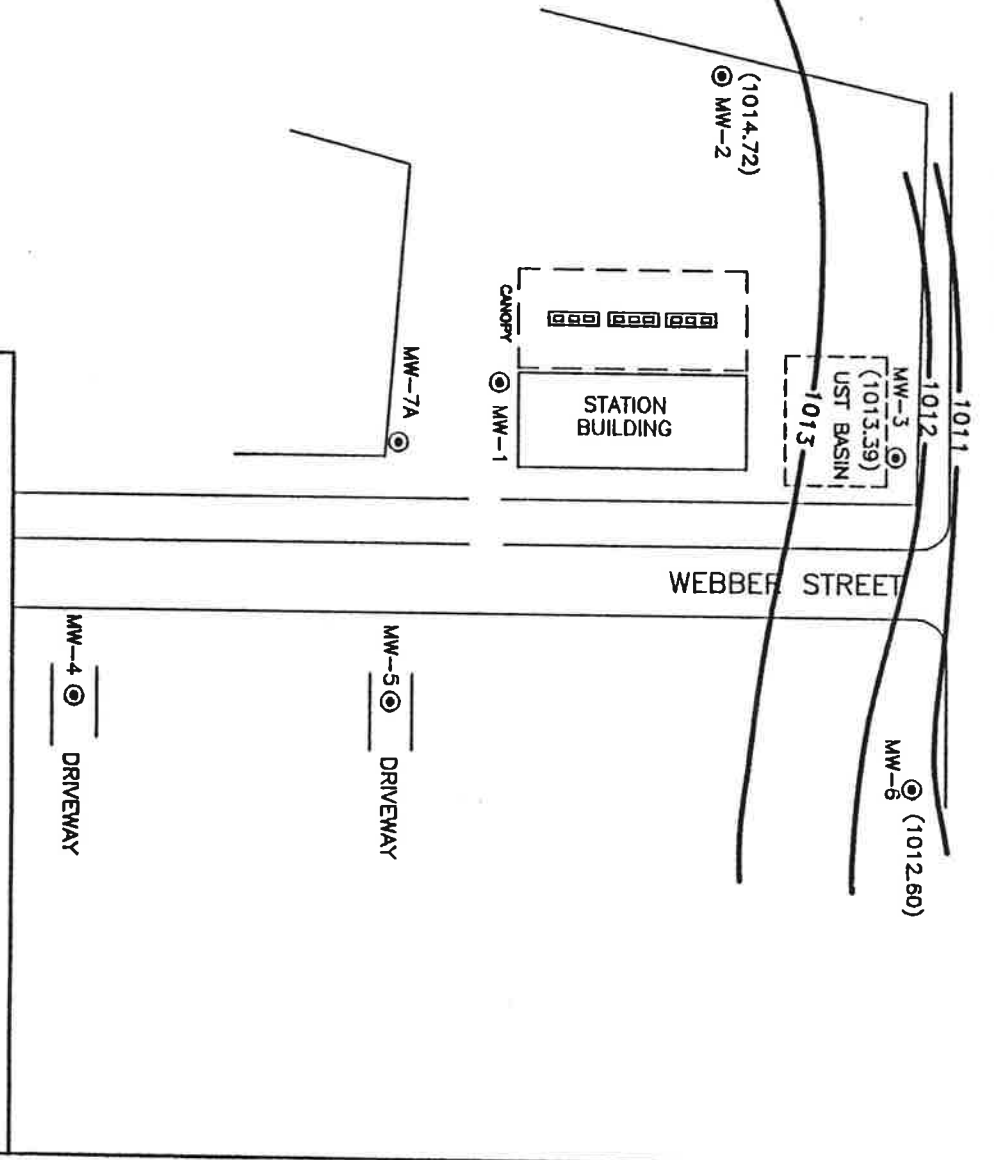 (1014.72)
MW-2
CANOPY
MW-1
STATION
BUILDING
MW-3
(1013.39)
UST BASIN
1011
1012
1013
MW-7A
WEBBER STREET
MW-4
DRIVEWAY
MW-5
DRIVEWAY
MW-6
(1012.60)